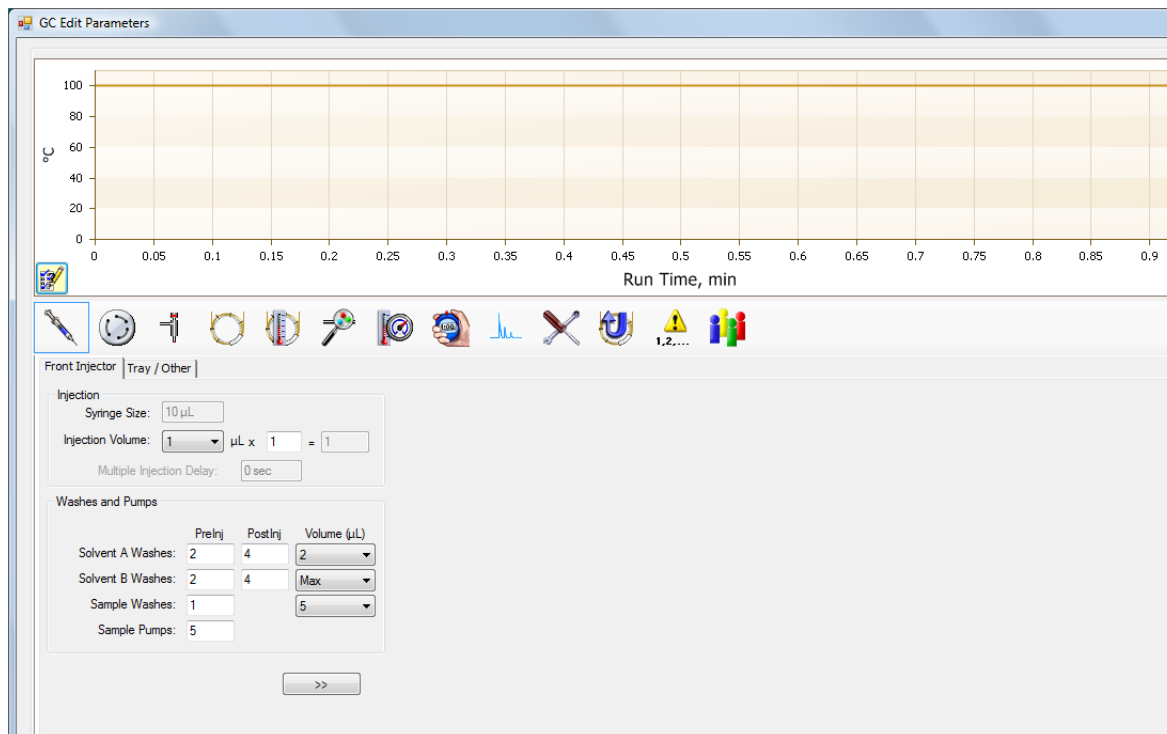 GC Edit Parameters
100
80
60
40
20
0
°C
0 0.05 0.1 0.15 0.2 0.25 0.3 0.35 0.4 0.45 0.5 0.55 0.6 0.65 0.7 0.75 0.8 0.85 0.9
Run Time, min
1:00
1,2,...
Front Injector Tray / Other
Injection
Syringe Size: 10 µL
Injection Volume: 1 µL x 1 = 1
Multiple Injection Delay: 0 sec
Washes and Pumps
PreInj PostInj Volume (µL)
Solvent A Washes: 2 4 2
Solvent B Washes: 2 4 Max
Sample Washes: 1 5
Sample Pumps: 5
>>